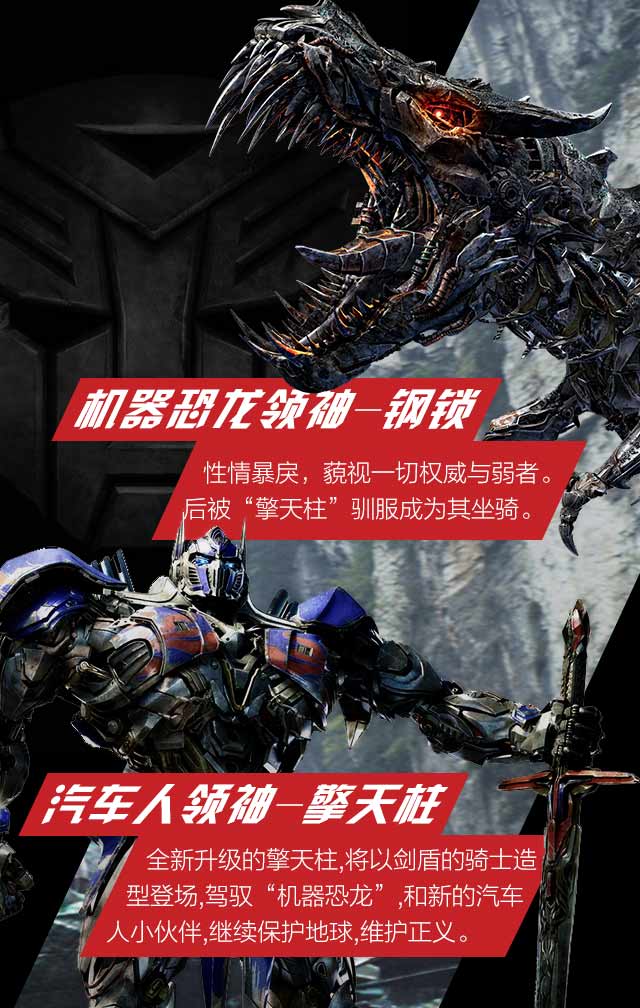 机器恐龙领袖-钢锁
性情暴戾，藐视一切权威与弱者。
后被“擎天柱”驯服成为其坐骑。
汽车人领袖-擎天柱
全新升级的擎天柱,将以剑盾的骑士造
型登场,驾驭“机器恐龙”,和新的汽车
人小伙伴,继续保护地球,维护正义。